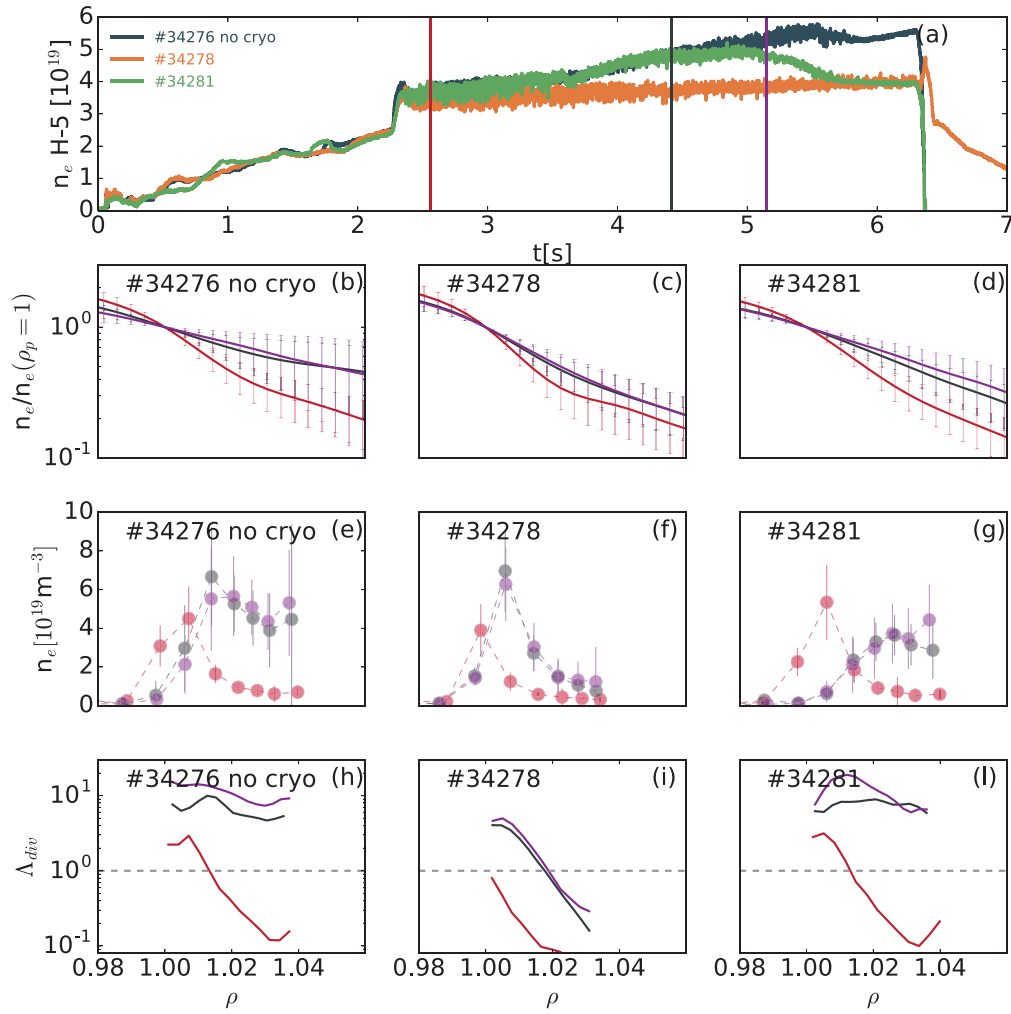 n_e H-5 [10^19]
6
5
4
3
2
1
0
#34276 no cryo
#34278
#34281
(a)
0 1 2 3 4 5 6 7
t[s]
n_e/n_e(ρ_p = 1)
10^0
10^-1
#34276 no cryo (b)
#34278 (c)
#34281 (d)
n_e[10^19 m^-3]
10
8
6
4
2
0
#34276 no cryo (e)
#34278 (f)
#34281 (g)
Λ_div
10^1
10^0
10^-1
#34276 no cryo (h)
#34278 (i)
#34281 (l)
0.98 1.00 1.02 1.04 0.98 1.00 1.02 1.04 0.98 1.00 1.02 1.04
ρ ρ ρ